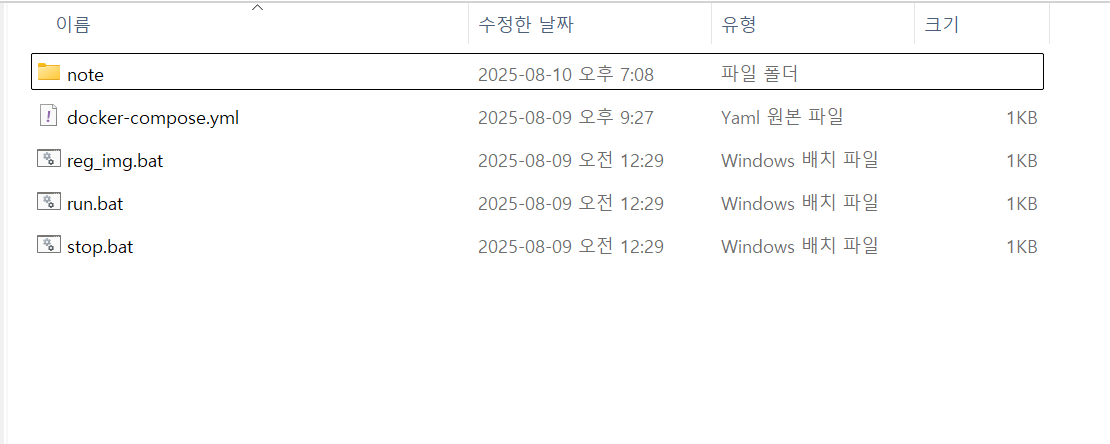 이름 수정한 날짜 유형 크기
note 2025-08-10 오후 7:08 파일 폴더
docker-compose.yml 2025-08-09 오후 9:27 Yaml 원본 파일 1KB
reg_img.bat 2025-08-09 오전 12:29 Windows 배치 파일 1KB
run.bat 2025-08-09 오전 12:29 Windows 배치 파일 1KB
stop.bat 2025-08-09 오전 12:29 Windows 배치 파일 1KB